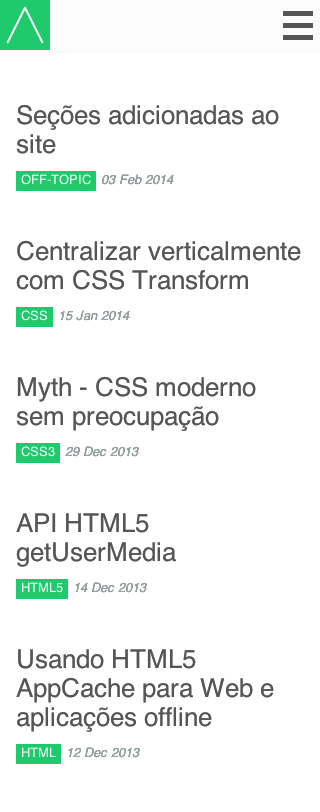 Seções adicionadas ao
site
OFF-TOPIC 03 Feb 2014
Centralizar verticalmente
com CSS Transform
CSS 15 Jan 2014
Myth - CSS moderno
sem preocupação
CSS3 29 Dec 2013
API HTML5
getUserMedia
HTML5 14 Dec 2013
Usando HTML5
AppCache para Web e
aplicações offline
HTML 12 Dec 2013